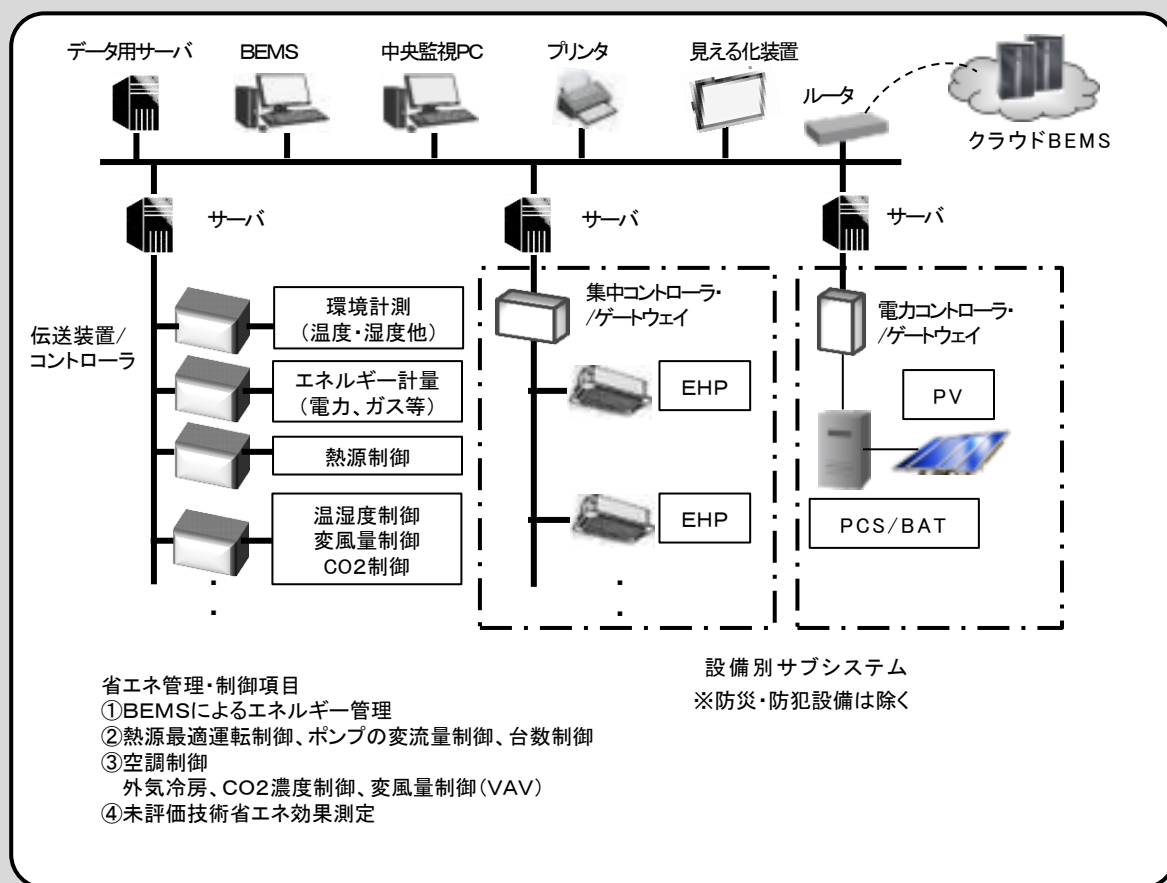 データ用サーバ
BEMS
中央監視PC
プリンタ
見える化装置
ルータ
クラウドBEMS
サーバ
サーバ
サーバ
伝送装置/
コントローラ
環境計測
(温度・湿度他)
エネルギー計量
(電力、ガス等)
熱源制御
温湿度制御
変風量制御
CO2制御
集中コントローラ・
/ゲートウェイ
EHP
EHP
電力コントローラ・
/ゲートウェイ
PV
PCS/BAT
設備別サブシステム
※防災・防犯設備は除く
省エネ管理・制御項目
①BEMSによるエネルギー管理
②熱源最適運転制御、ポンプの変流量制御、台数制御
③空調制御
外気冷房、CO2濃度制御、変風量制御(VAV)
④未評価技術省エネ効果測定